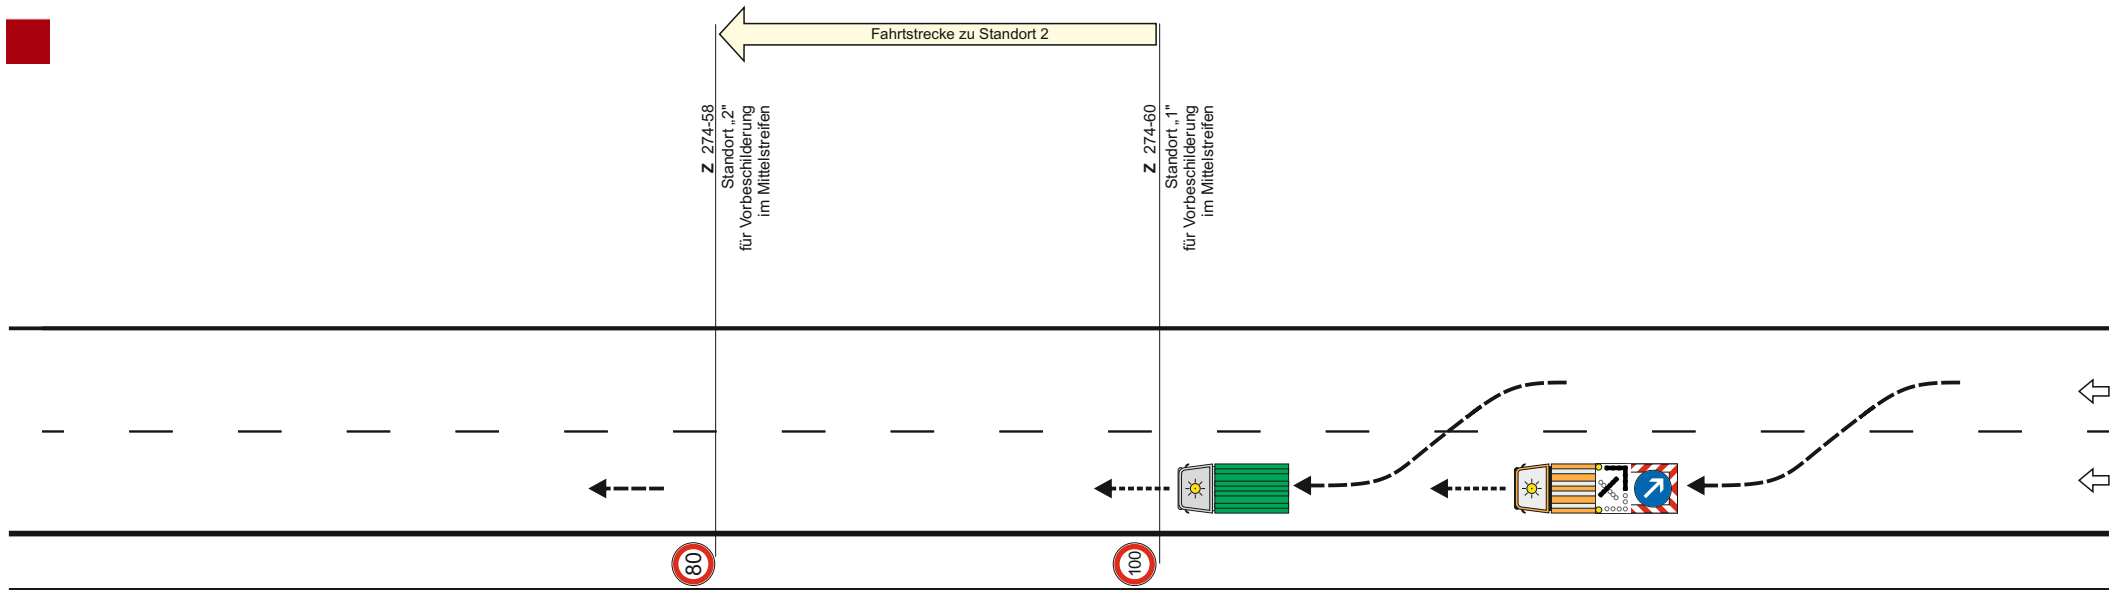 Fahrtstrecke zu Standort 2
Z 274-58
Standort „2"
für Vorbeschilderung
im Mittelstreifen
Z 274-60
Standort „1"
für Vorbeschilderung
im Mittelstreifen
80
100